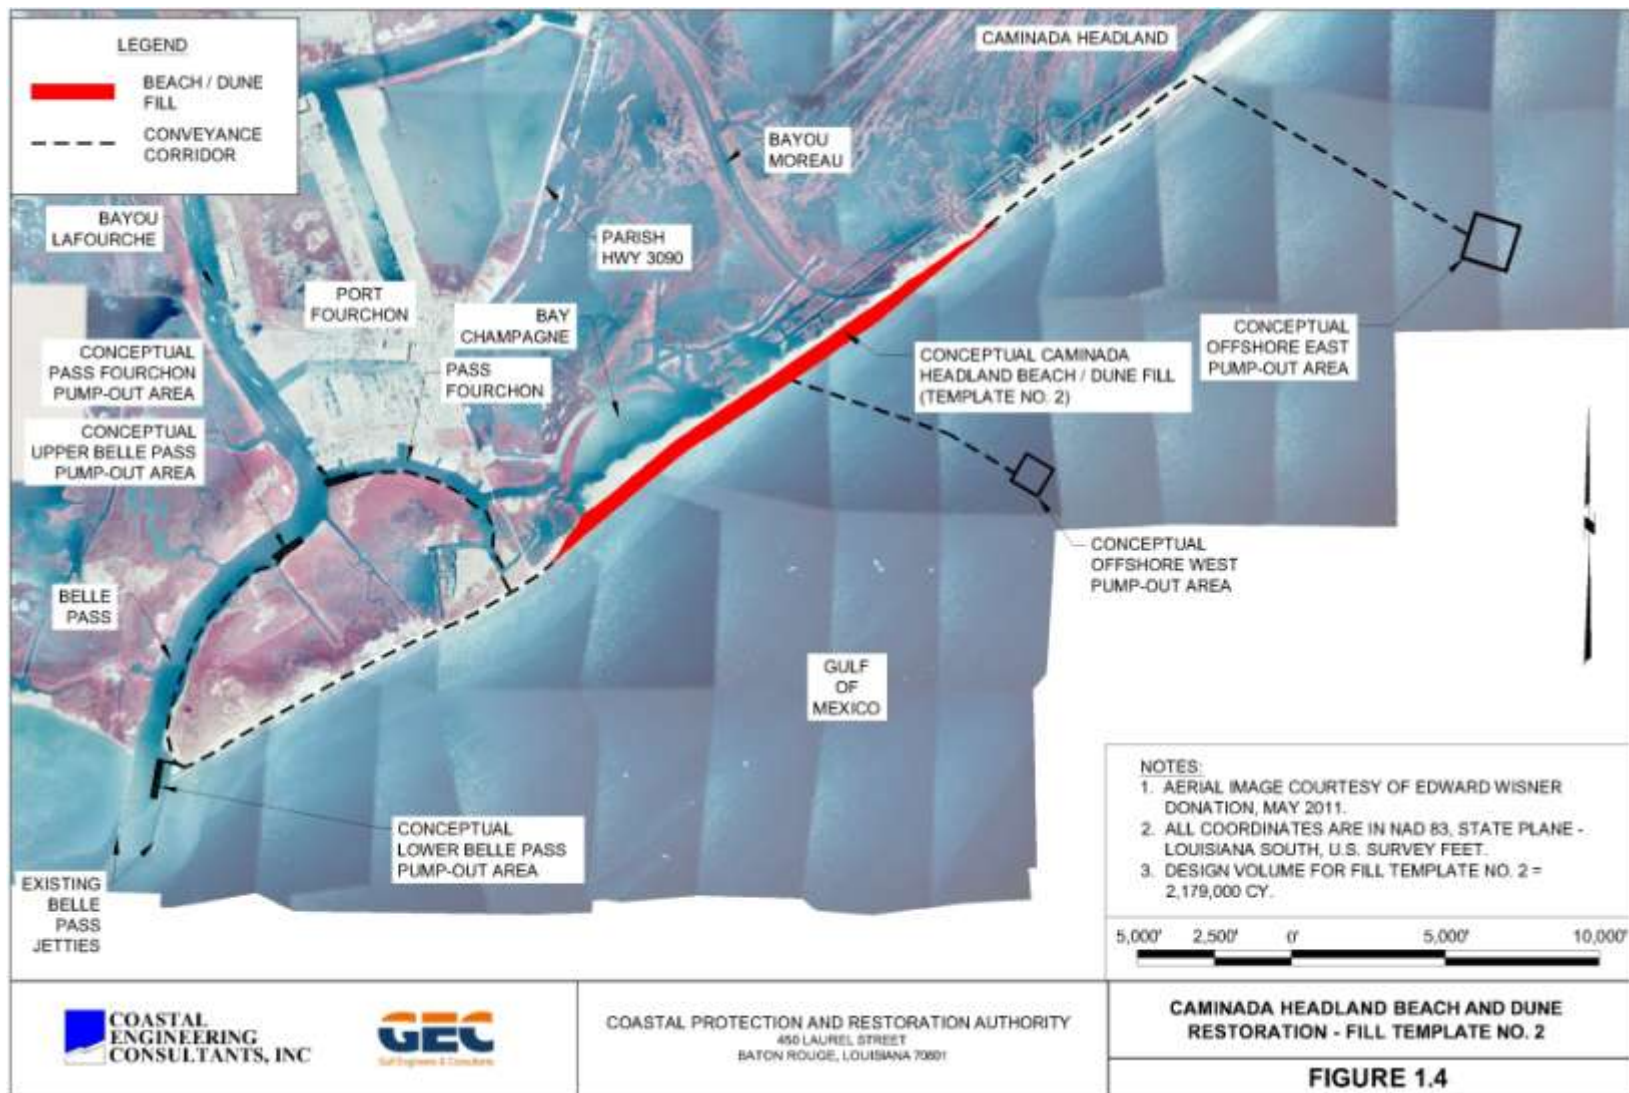 LEGEND
BEACH / DUNE
FILL
CONVEYANCE
CORRIDOR
CAMINADA HEADLAND
BAYOU
MOREAU
BAYOU
LAFOURCHE
PARISH
HWY 3090
PORT
FOURCHON
BAY
CHAMPAGNE
CONCEPTUAL
PASS FOURCHON
PUMP-OUT AREA
PASS
FOURCHON
CONCEPTUAL CAMINADA
HEADLAND BEACH / DUNE FILL
(TEMPLATE NO. 2)
CONCEPTUAL
OFFSHORE EAST
PUMP-OUT AREA
CONCEPTUAL
UPPER BELLE PASS
PUMP-OUT AREA
CONCEPTUAL
OFFSHORE WEST
PUMP-OUT AREA
BELLE
PASS
GULF
OF
MEXICO
CONCEPTUAL
LOWER BELLE PASS
PUMP-OUT AREA
EXISTING
BELLE
PASS
JETTIES
NOTES:
1. AERIAL IMAGE COURTESY OF EDWARD WISNER
DONATION, MAY 2011.
2. ALL COORDINATES ARE IN NAD 83, STATE PLANE -
LOUISIANA SOUTH, U.S. SURVEY FEET.
3. DESIGN VOLUME FOR FILL TEMPLATE NO. 2 =
2,179,000 CY.
5,000' 2,500' 0' 5,000' 10,000'
COASTAL
ENGINEERING
CONSULTANTS, INC
GEC
Gulf Engineers & Consultants
COASTAL PROTECTION AND RESTORATION AUTHORITY
450 LAUREL STREET
BATON ROUGE, LOUISIANA 70801
CAMINADA HEADLAND BEACH AND DUNE
RESTORATION - FILL TEMPLATE NO. 2
FIGURE 1.4